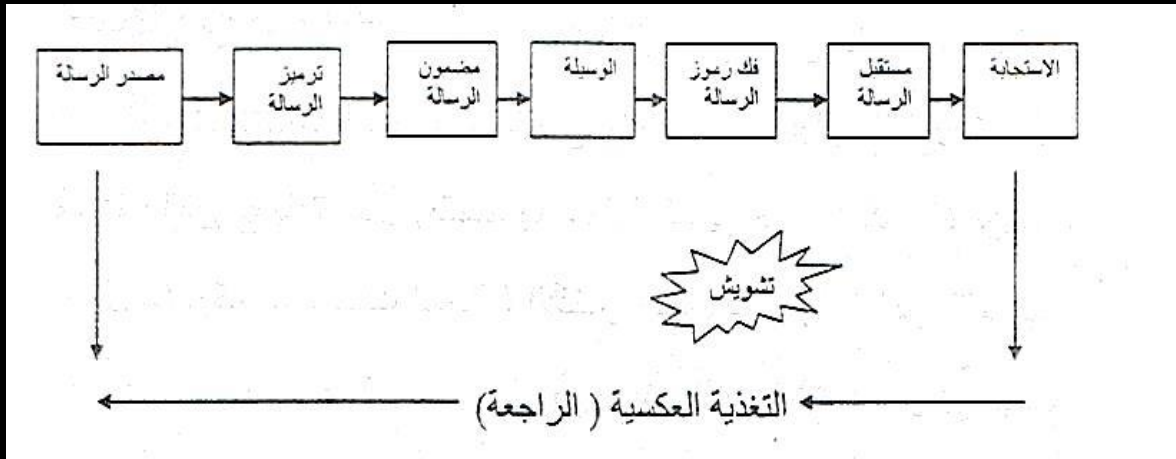 مصدر الرسالة
ترميز
الرسالة
مضمون
الرسالة
الوسيلة
فك رموز
الرسالة
مستقبل
الرسالة
الاستجابة
تشويش
التغذية العكسية ( الراجعة)